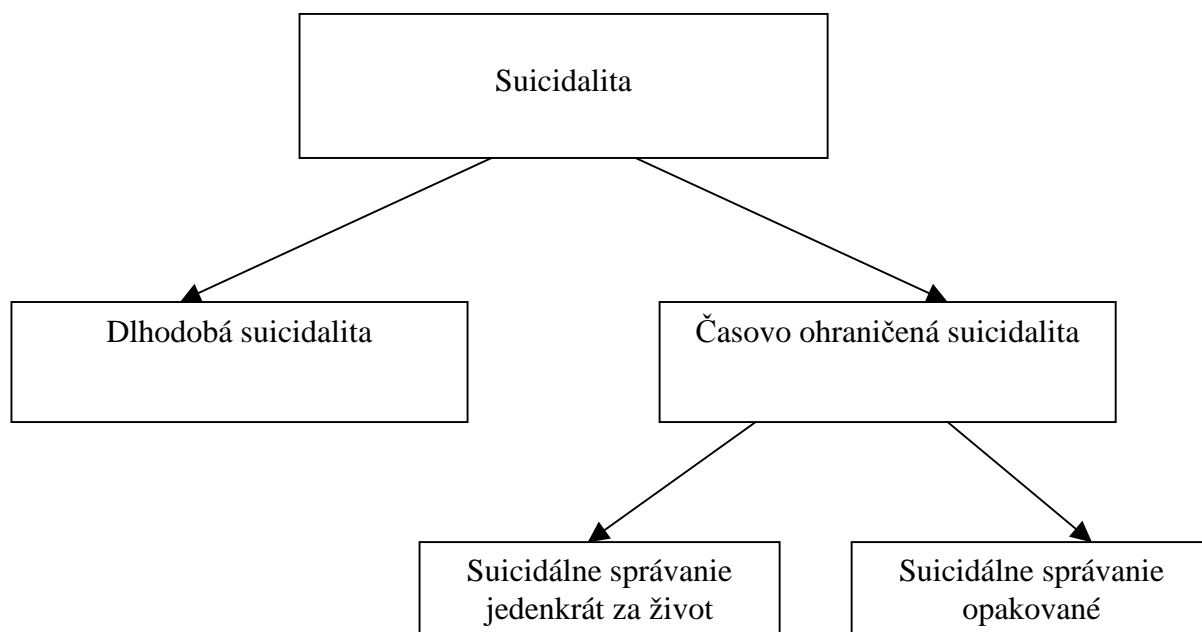 Suicidalita
Dlhodobá suicidalita
Časovo ohraničená suicidalita
Suicidálne správanie
jedenkrát za život
Suicidálne správanie
opakované